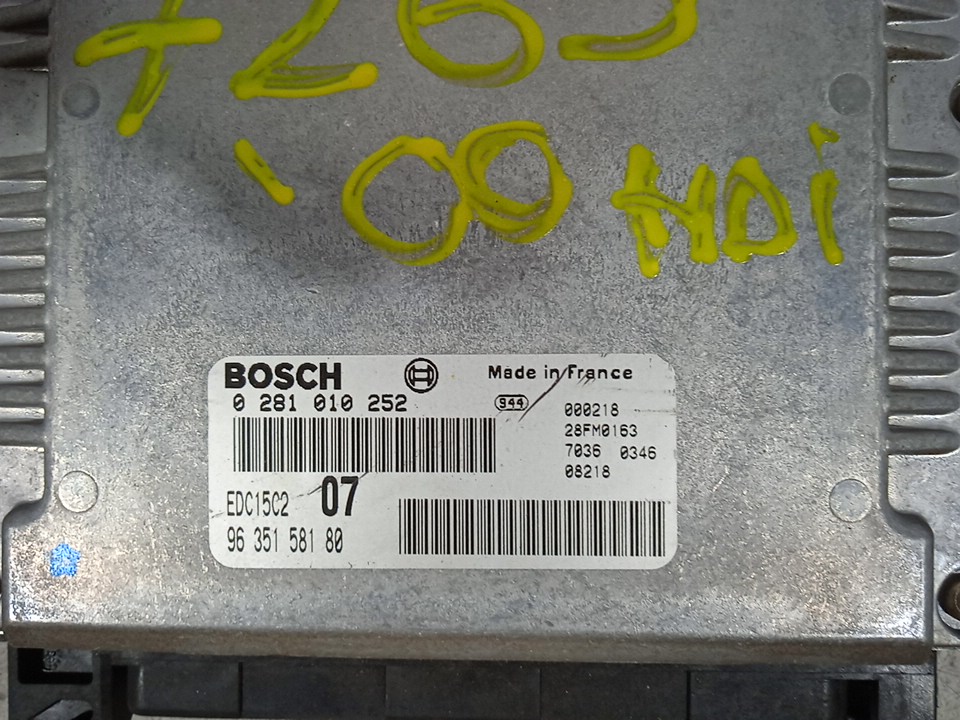 7263
'00 HDi
BOSCH Made in France
0 281 010 252 944 000218
28FM0163
7036 0346
08218
EDC15C2 07
96 351 581 80